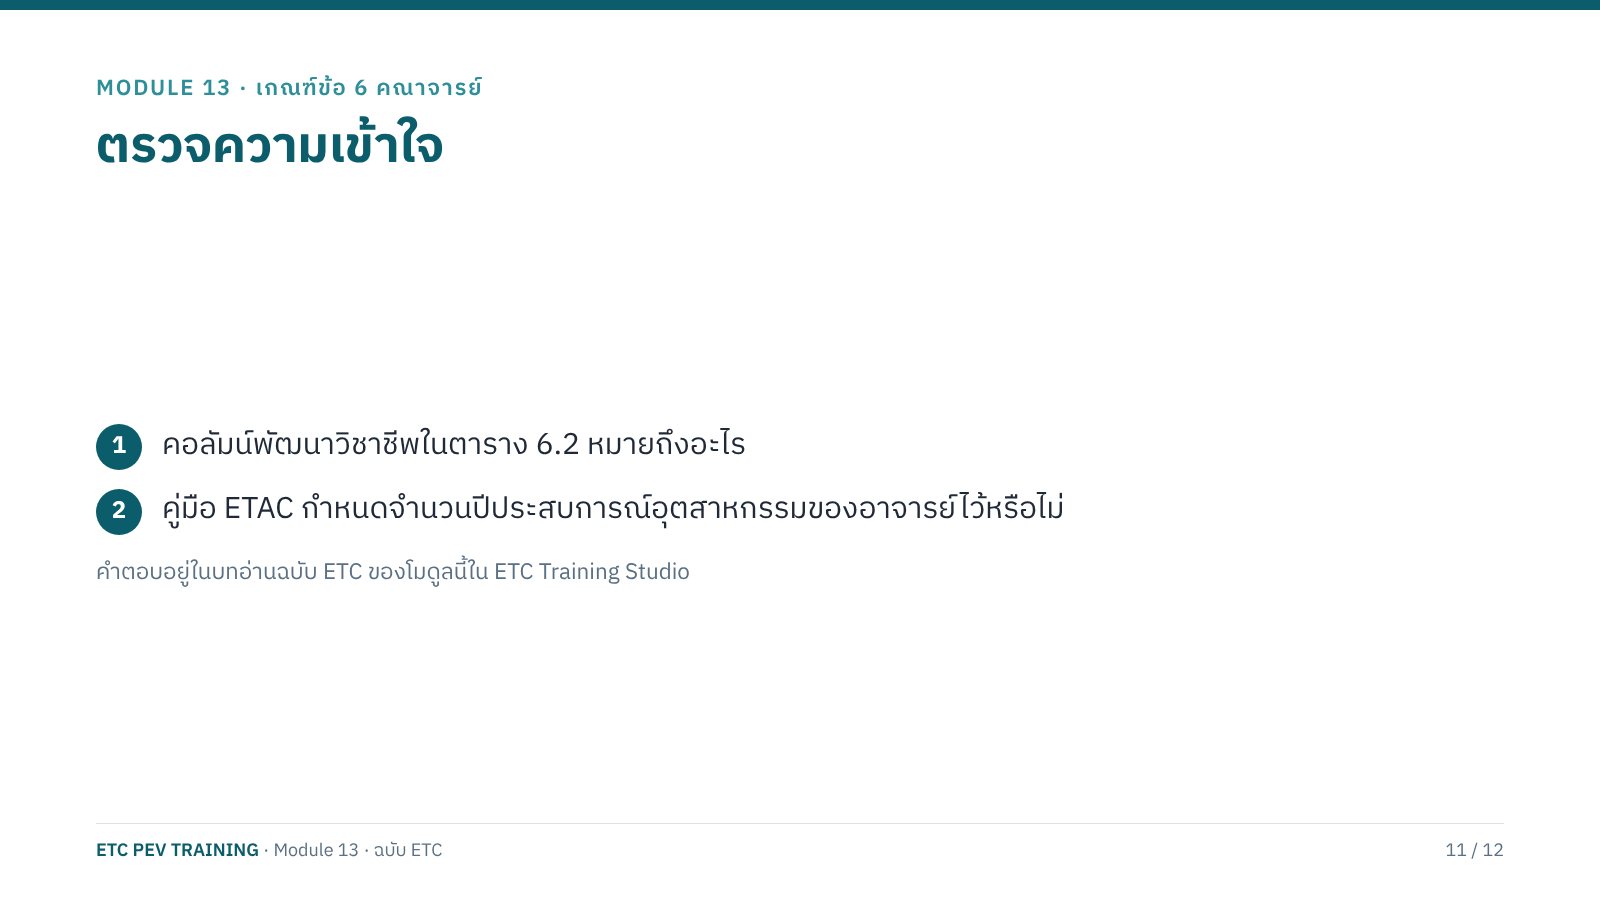 MODULE 13 · เกณฑ์ข้อ 6 คณาจารย์
ตรวจความเข้าใจ
1 คอลัมน์พัฒนาวิชาชีพในตาราง 6.2 หมายถึงอะไร
2 คู่มือ ETAC กำหนดจำนวนปีประสบการณ์อุตสาหกรรมของอาจารย์ไว้หรือไม่
คำตอบอยู่ในบทอ่านฉบับ ETC ของโมดูลนี้ใน ETC Training Studio
ETC PEV TRAINING · Module 13 · ฉบับ ETC
11 / 12